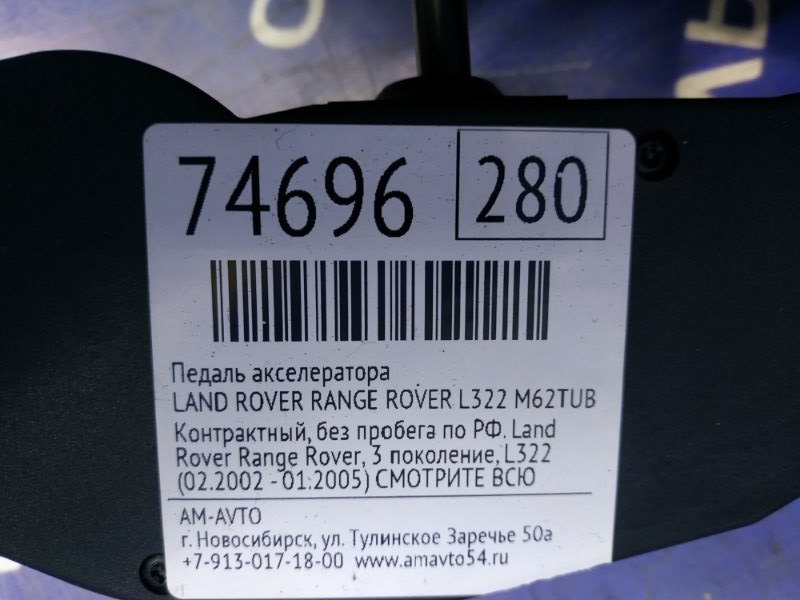 74696 280
Педаль акселератора
LAND ROVER RANGE ROVER L322 M62TUB
Контрактный, без пробега по РФ. Land
Rover Range Rover, 3 поколение, L322
(02.2002 - 01.2005) СМОТРИТЕ ВСЮ
AM-AVTO
г. Новосибирск, ул. Тулинское Заречье 50а
+7-913-017-18-00 www.amavto54.ru